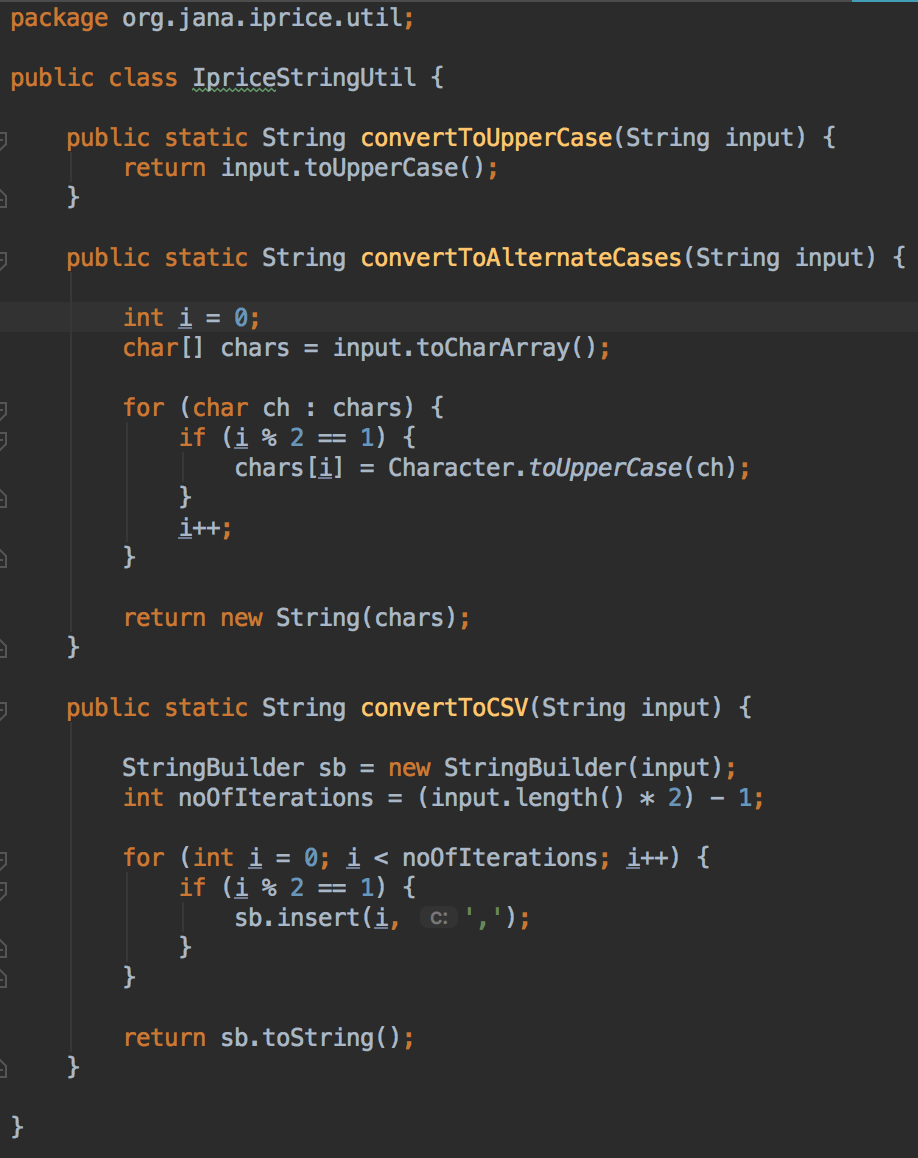 package org.jana.iprice.util;
public class IpriceStringUtil {
public static String convertToUpperCase(String input) {
return input.toUpperCase();
}
public static String convertToAlternateCases(String input) {
int i = 0;
char[] chars = input.toCharArray();
for (char ch : chars) {
if (i % 2 == 1) {
chars[i] = Character.toUpperCase(ch);
}
i++;
}
return new String(chars);
}
public static String convertToCSV(String input) {
StringBuilder sb = new StringBuilder(input);
int noOfIterations = (input.length() * 2) - 1;
for (int i = 0; i < noOfIterations; i++) {
if (i % 2 == 1) {
sb.insert(i, c: ',');
}
}
return sb.toString();
}
}